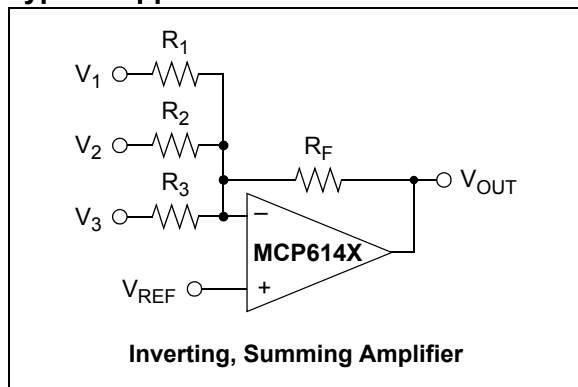 R1
V1
R2
V2
RF
VOUT
R3
V3
−
MCP614X
VREF
+
Inverting, Summing Amplifier